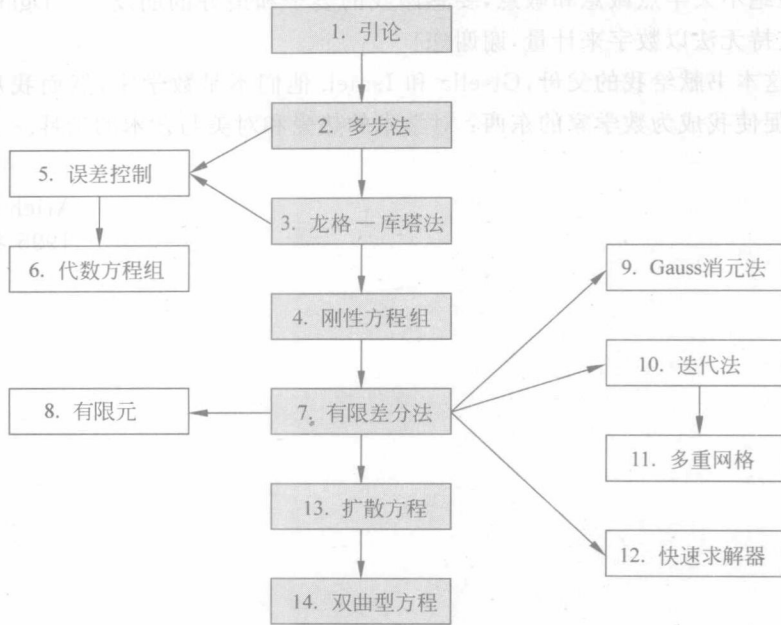 1. 引论
2. 多步法
5. 误差控制
3. 龙格—库塔法
6. 代数方程组
9. Gauss消元法
4. 刚性方程组
10. 迭代法
8. 有限元
7. 有限差分法
11. 多重网格
13. 扩散方程
12. 快速求解器
14. 双曲型方程